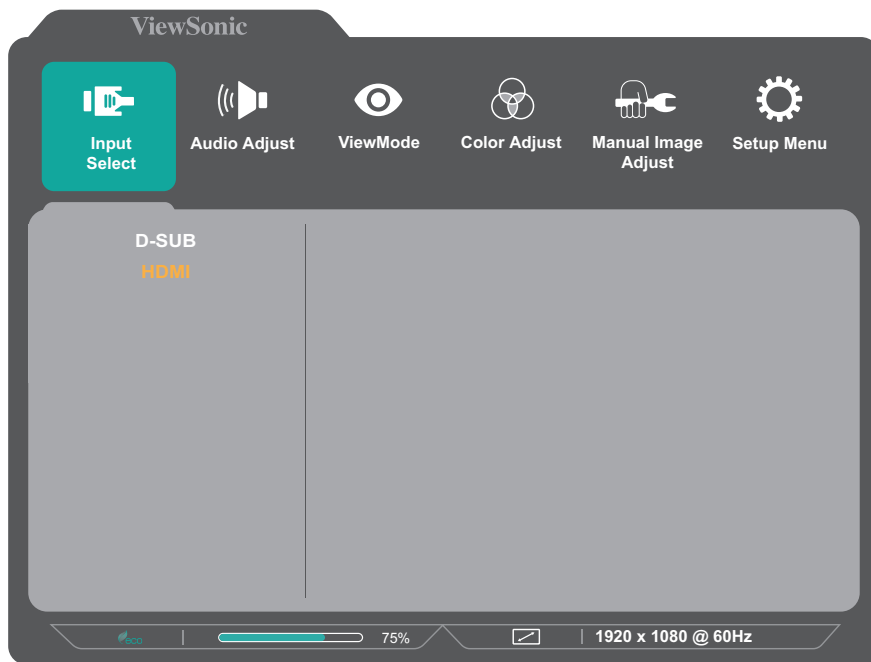 ViewSonic
Input
Select
Audio Adjust
ViewMode
Color Adjust
Manual Image
Adjust
Setup Menu
D-SUB
HDMI
eco
75%
1920 x 1080 @ 60Hz